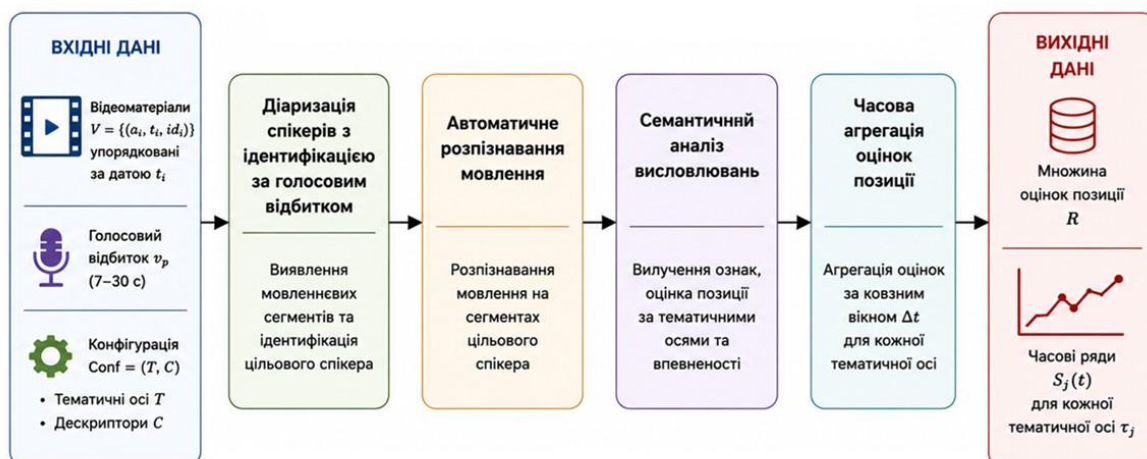 ВХІДНІ ДАНІ
Відеоматеріали
V = {(aᵢ, tᵢ, idᵢ)}
упорядковані
за датою tᵢ
Голосовий
відбиток vₚ
(7–30 с)
Конфігурація
Conf = (T, C)
• Тематичні осі T
• Дескриптори C
Діаризація
спікерів з
ідентифікацією
за голосовим
відбитком
Виявлення
мовленнєвих
сегментів та
ідентифікація
цільового спікера
Автоматичне
розпізнавання
мовлення
Розпізнавання
мовлення на
сегментах
цільового
спікера
Семантичний
аналіз
висловлювань
Вилучення ознак,
оцінка позиції
за тематичними
осями та
впевненості
Часова
агрегація
оцінок
позиції
Агрегація оцінок
за ковзним
вікном Δt
для кожної
тематичної осі
ВИХІДНІ
ДАНІ
Множина
оцінок позиції
R
Часові ряди
Sⱼ(t)
для кожної
тематичної осі τⱼ